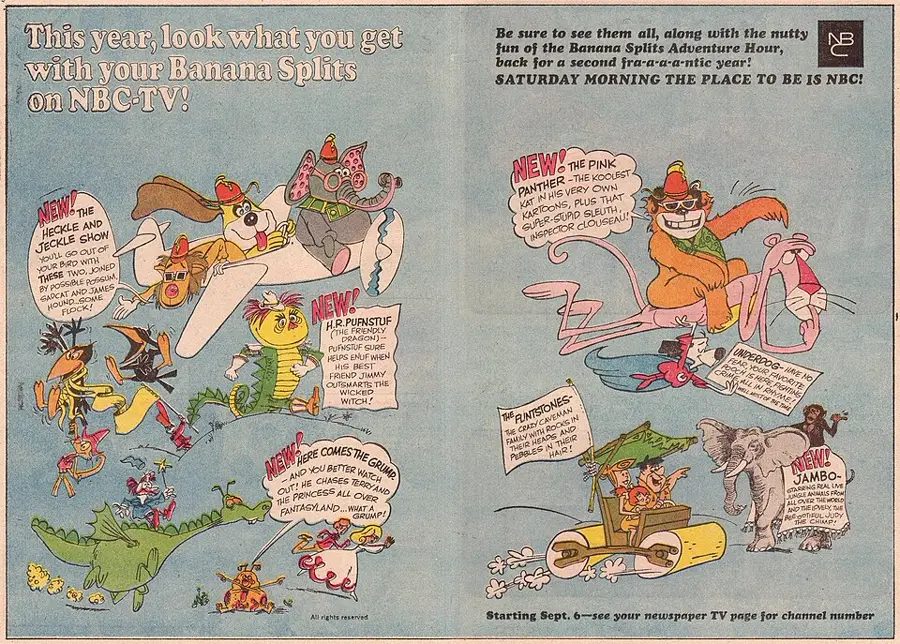 This year, look what you get
with your Banana Splits
on NBC-TV!
Be sure to see them all, along with the nutty
fun of the Banana Splits Adventure Hour,
back for a second fra-a-a-a-ntic year!
SATURDAY MORNING THE PLACE TO BE IS NBC!
NBC
NEW! THE
HECKLE AND
JECKLE SHOW
YOU'LL GO OUT OF
YOUR BIRD WITH
THESE TWO, JOINED
BY POSSIBLE POSSUM,
SADCAT AND JAMES
HOUND...SOME
FLOCK!
NEW!
H.R. PUFNSTUF
(THE FRIENDLY
DRAGON)—
PUFNSTUF SURE
HELPS ENUF WHEN
HIS BEST
FRIEND JIMMY
OUTSMARTS THE
WICKED
WITCH!
NEW! HERE COMES THE GRUMP
—AND YOU BETTER WATCH
OUT! HE CHASES TERRY AND
THE PRINCESS ALL OVER
FANTASYLAND...WHAT A
GRUMP!
All rights reserved
NEW! THE PINK
PANTHER—THE KOOLEST
KAT IN HIS VERY OWN
KARTOONS, PLUS THAT
SUPER-STUPID SLEUTH,
INSPECTOR CLOUSEAU!
UNDERDOG—HAVE NO
FEAR, YOUR FAVORITE
POOCH IS HERE, FIGHTING
CRIME, ALL IN RHYME!
(WELL, MOST OF THE TIME)
THE FLINTSTONES—
THE CRAZY CAVEMAN
FAMILY WITH ROCKS IN
THEIR HEADS AND
PEBBLES IN THEIR
HAIR!
NEW!
JAMBO—
STARRING REAL LIVE
JUNGLE ANIMALS FROM
ALL OVER THE WORLD
AND THE LOVELY, THE
BEE-OOTIFUL JUDY
THE CHIMP!
Starting Sept. 6—see your newspaper TV page for channel number